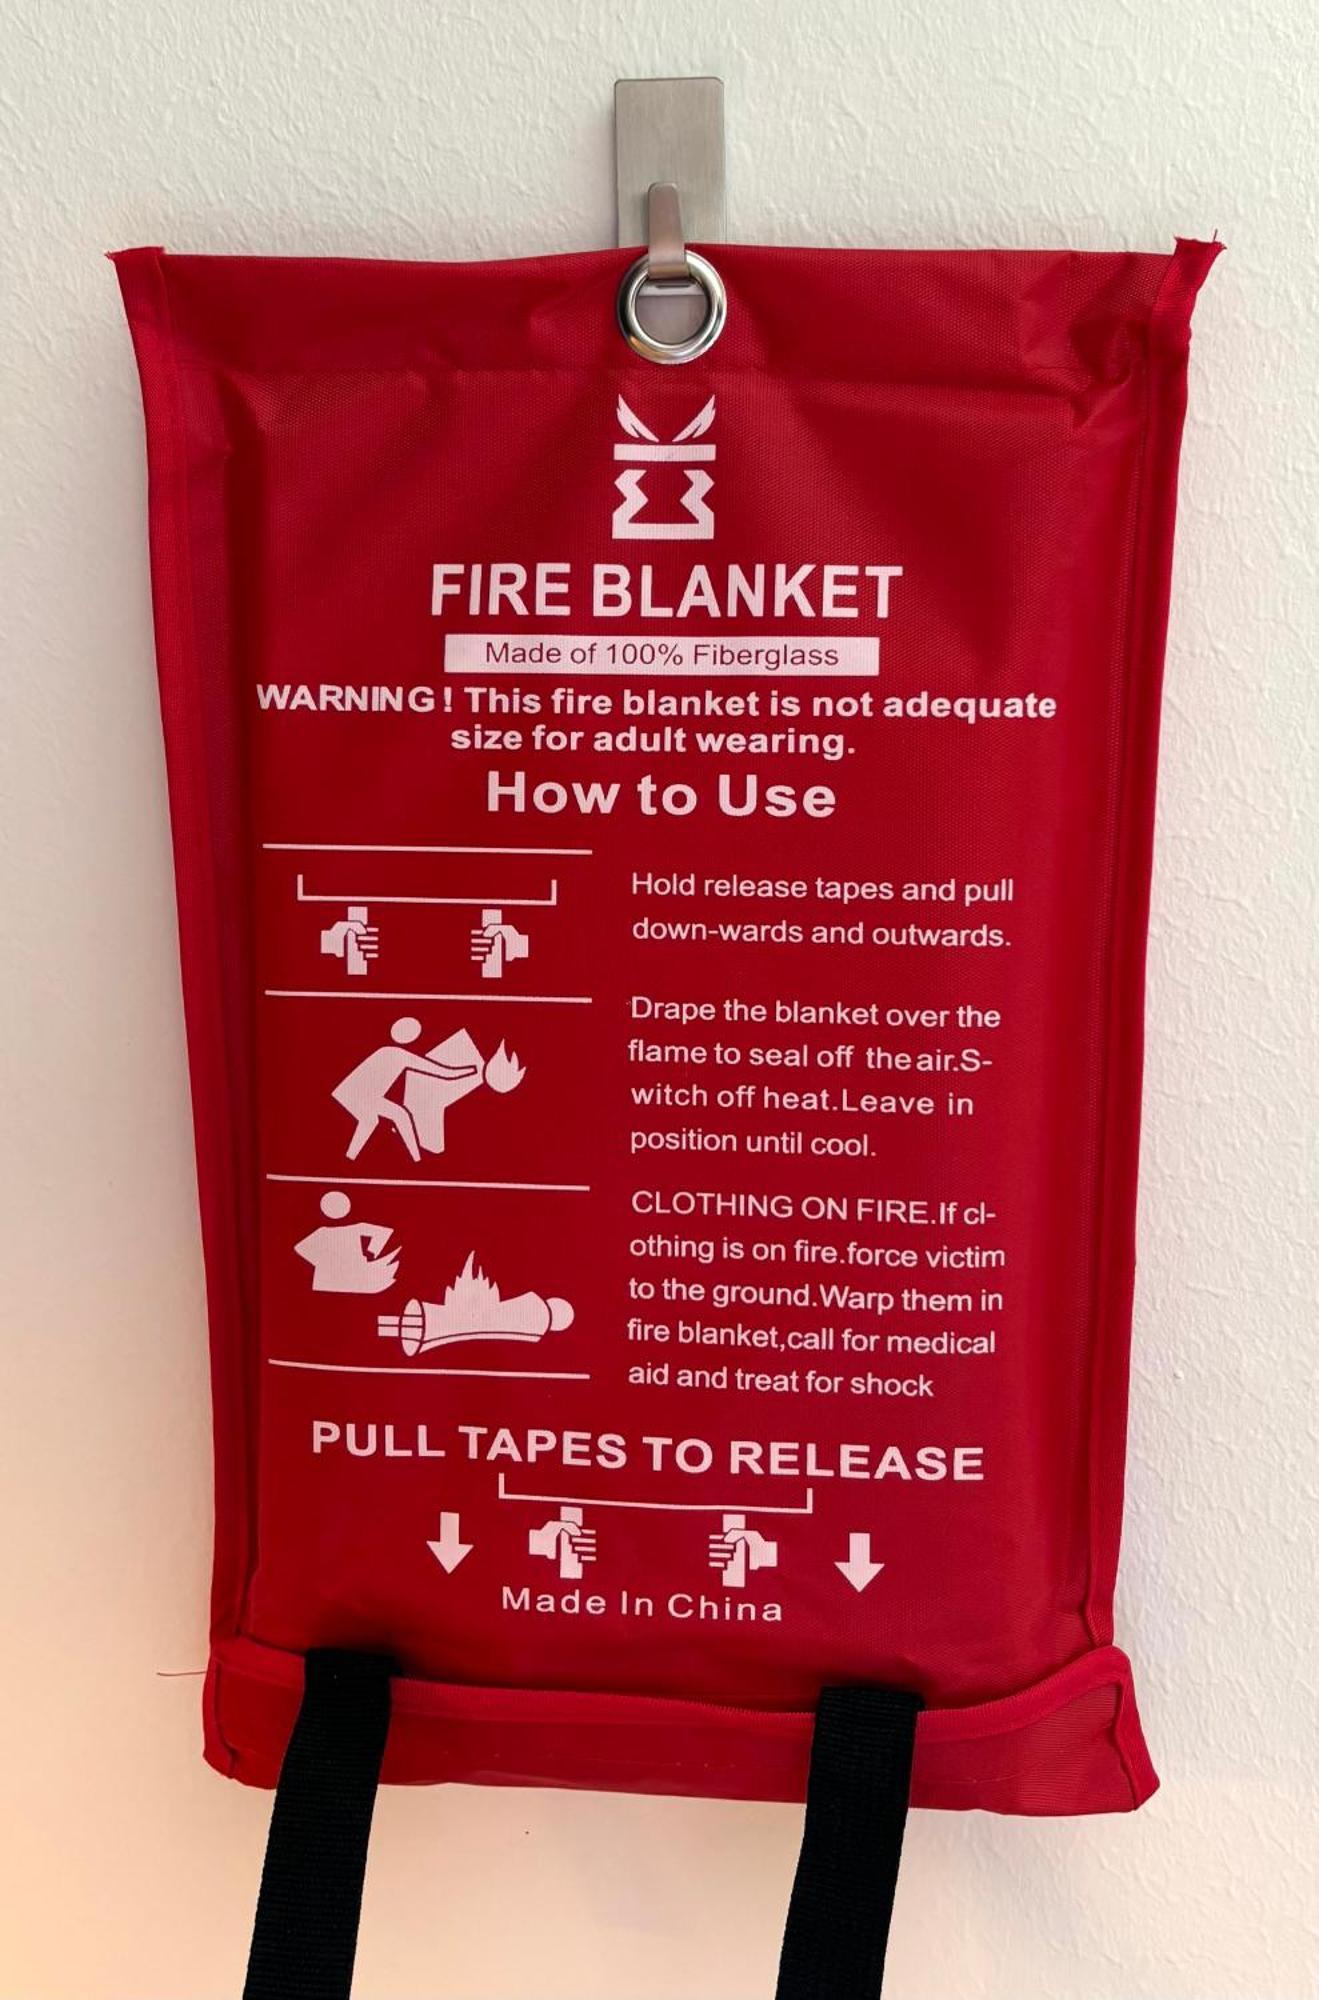 FIRE BLANKET
Made of 100% Fiberglass
WARNING! This fire blanket is not adequate
size for adult wearing.
How to Use
Hold release tapes and pull
down-wards and outwards.
Drape the blanket over the
flame to seal off the air.S-
witch off heat.Leave in
position until cool.
CLOTHING ON FIRE.If cl-
othing is on fire.force victim
to the ground.Warp them in
fire blanket,call for medical
aid and treat for shock
PULL TAPES TO RELEASE
Made In China